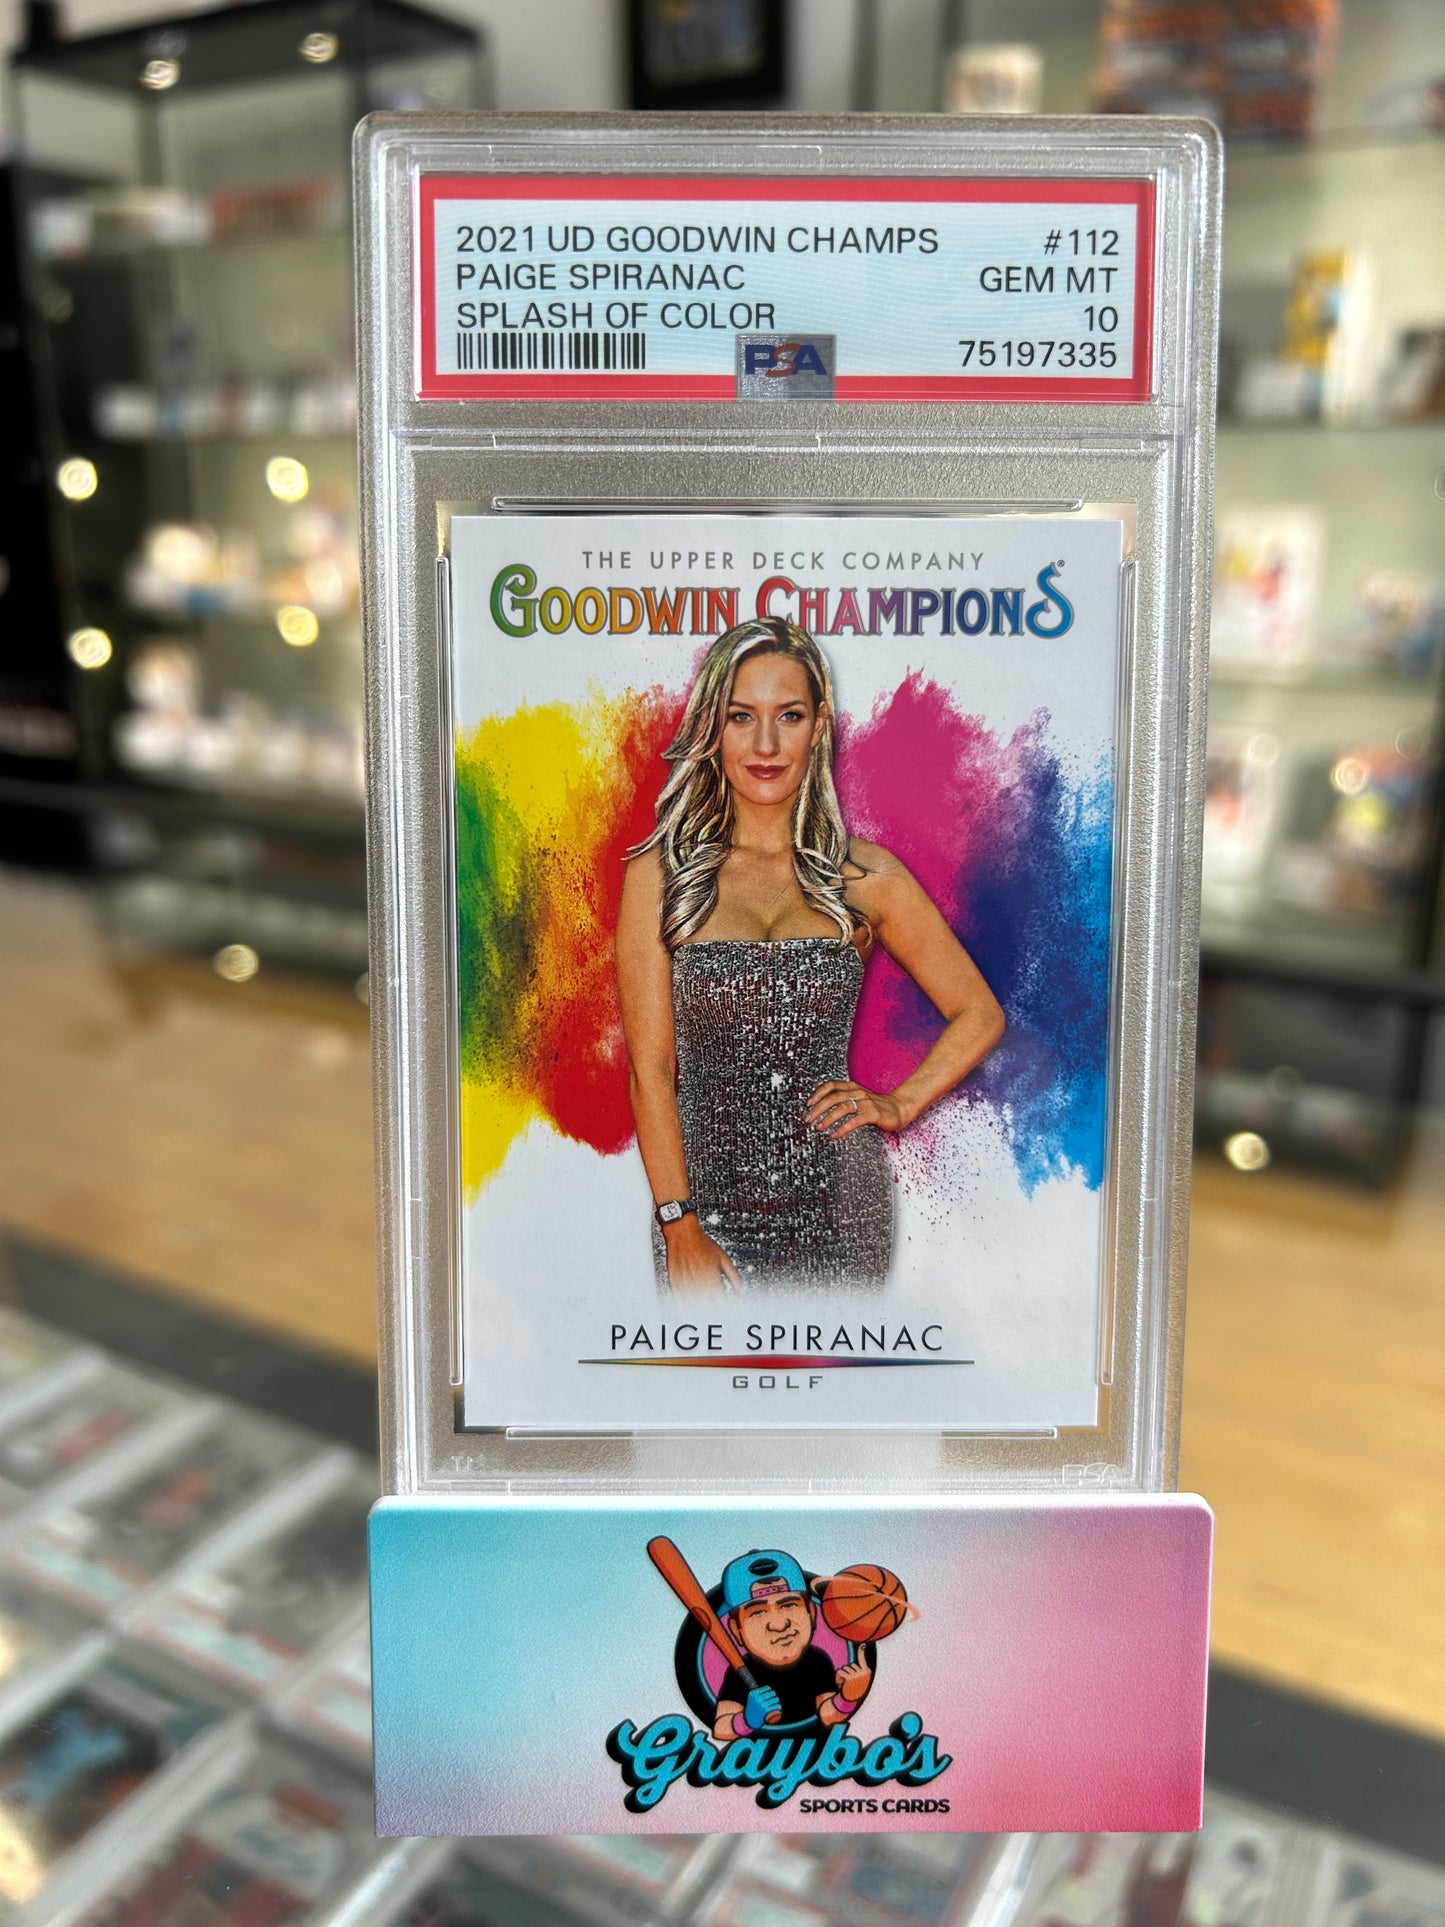 2021 UD GOODWIN CHAMPS #112
PAIGE SPIRANAC GEM MT
SPLASH OF COLOR 10
PSA 75197335
THE UPPER DECK COMPANY
GOODWIN CHAMPIONS®
PAIGE SPIRANAC
GOLF
PSA
Graybo's
SPORTS CARDS